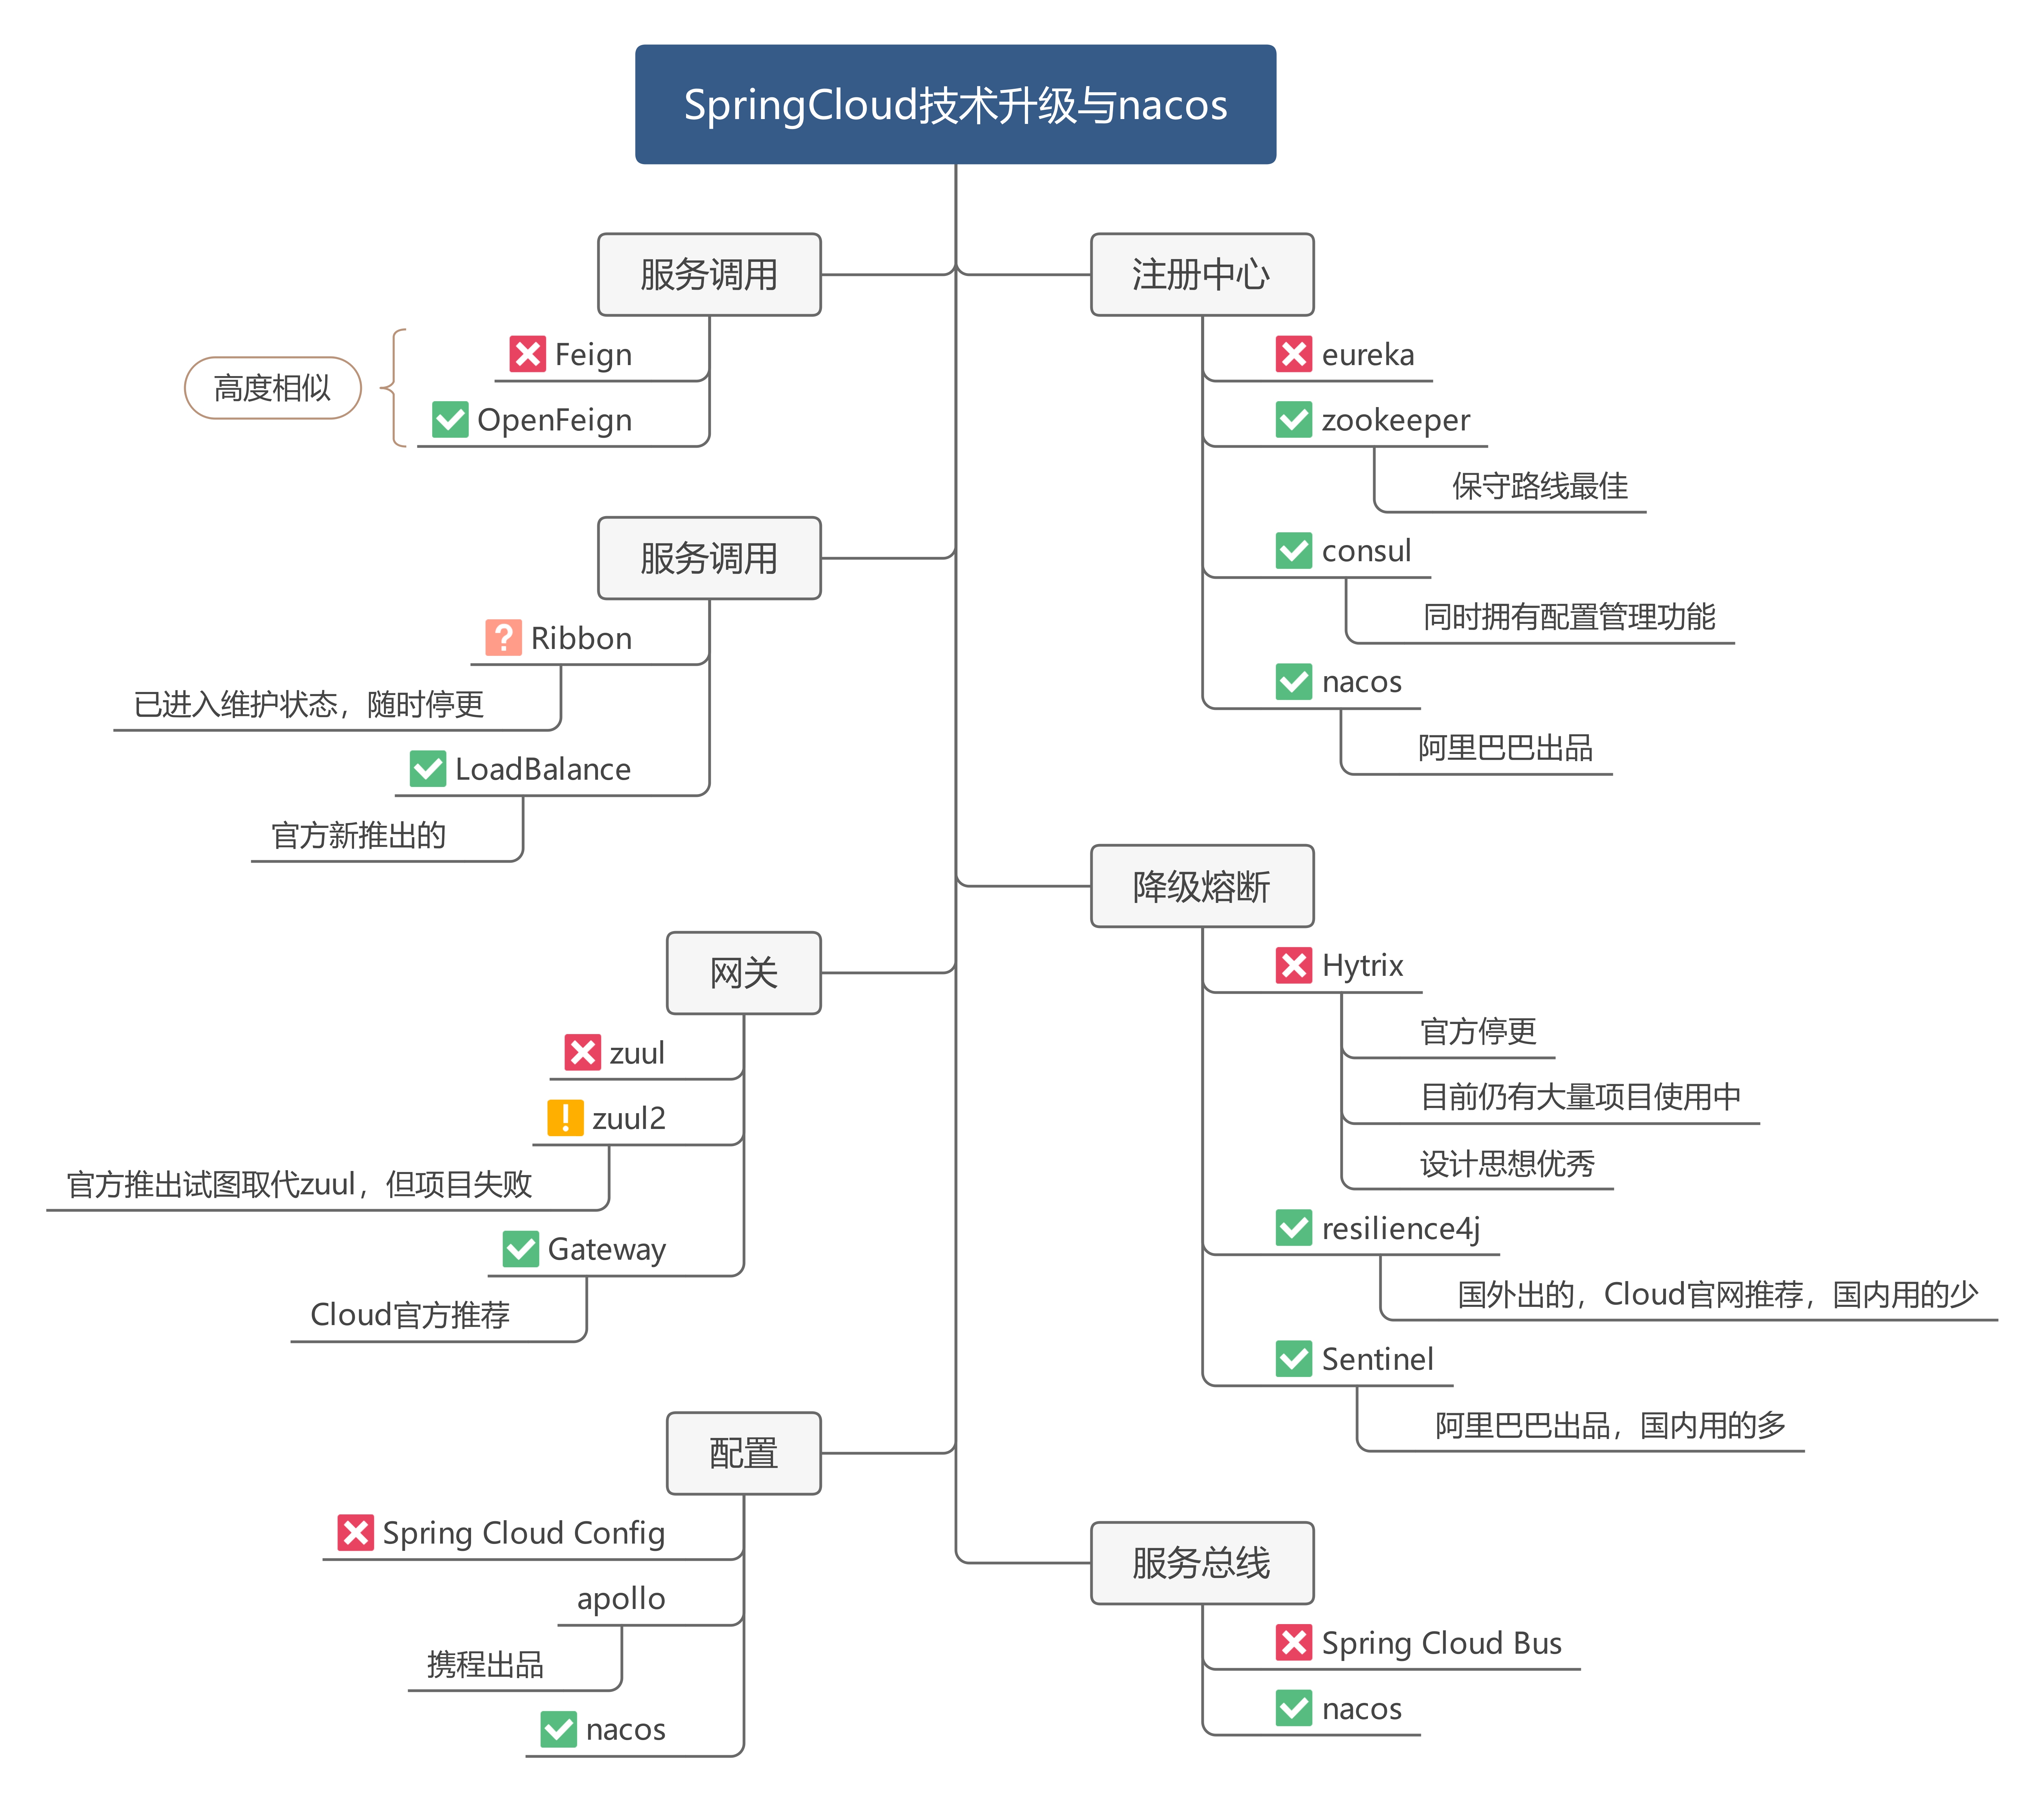 SpringCloud技术升级与nacos
服务调用
Feign
OpenFeign
高度相似
服务调用
Ribbon
已进入维护状态，随时停更
LoadBalance
官方新推出的
网关
zuul
zuul2
官方推出试图取代zuul，但项目失败
Gateway
Cloud官方推荐
配置
Spring Cloud Config
apollo
携程出品
nacos
注册中心
eureka
zookeeper
保守路线最佳
consul
同时拥有配置管理功能
nacos
阿里巴巴出品
降级熔断
Hytrix
官方停更
目前仍有大量项目使用中
设计思想优秀
resilience4j
国外出的，Cloud官网推荐，国内用的少
Sentinel
阿里巴巴出品，国内用的多
服务总线
Spring Cloud Bus
nacos